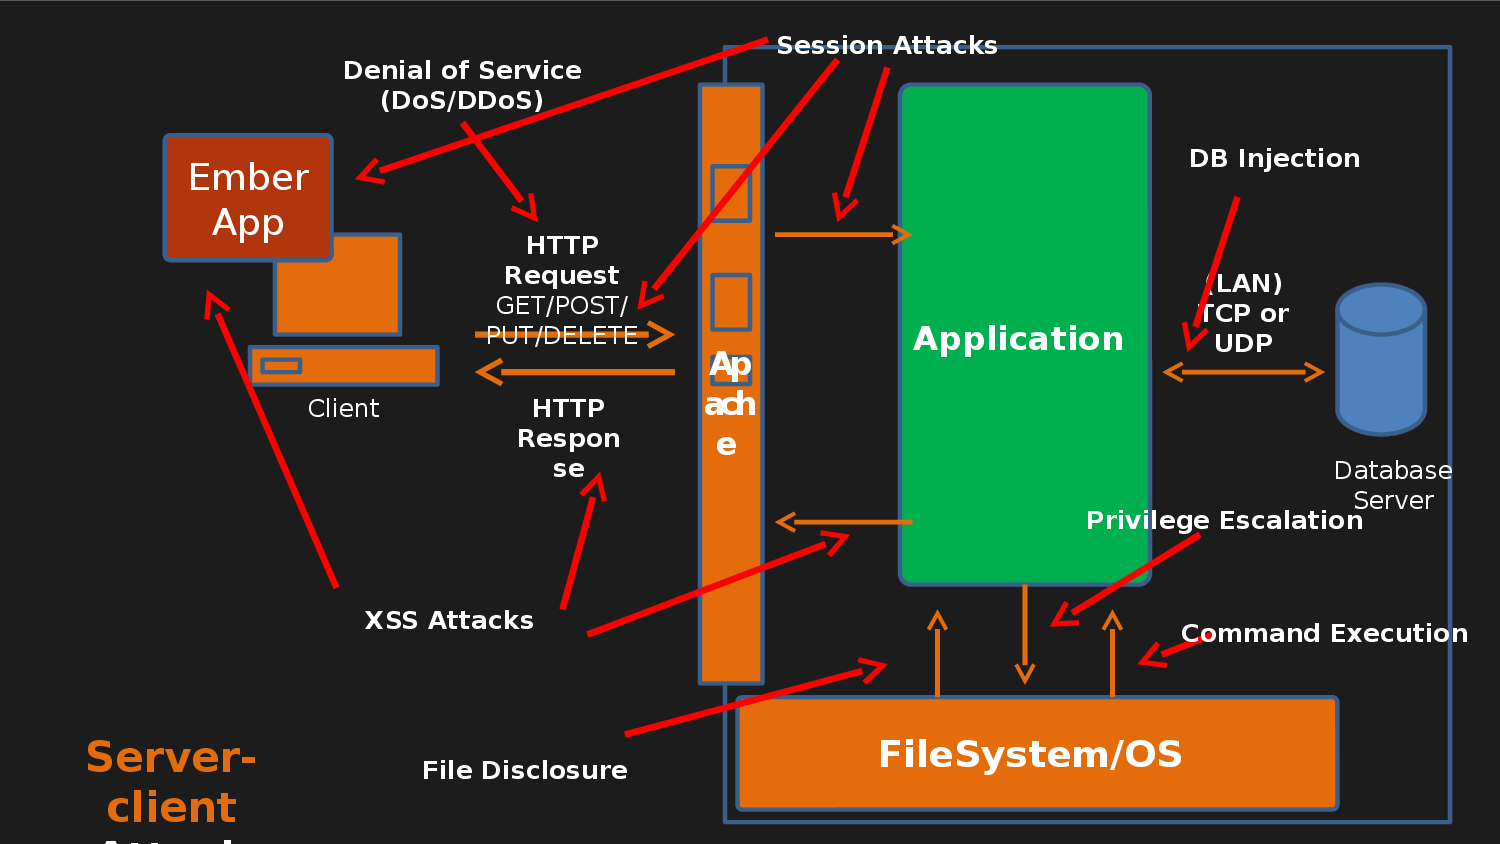 Session Attacks
Denial of Service
(DoS/DDoS)
Ember
App
DB Injection
HTTP
Request
GET/POST/
PUT/DELETE
(LAN)
TCP or
UDP
Application
Ap
ach
e
Client
HTTP
Respon
se
Database
Server
Privilege Escalation
XSS Attacks
Command Execution
FileSystem/OS
File Disclosure
Server-
client